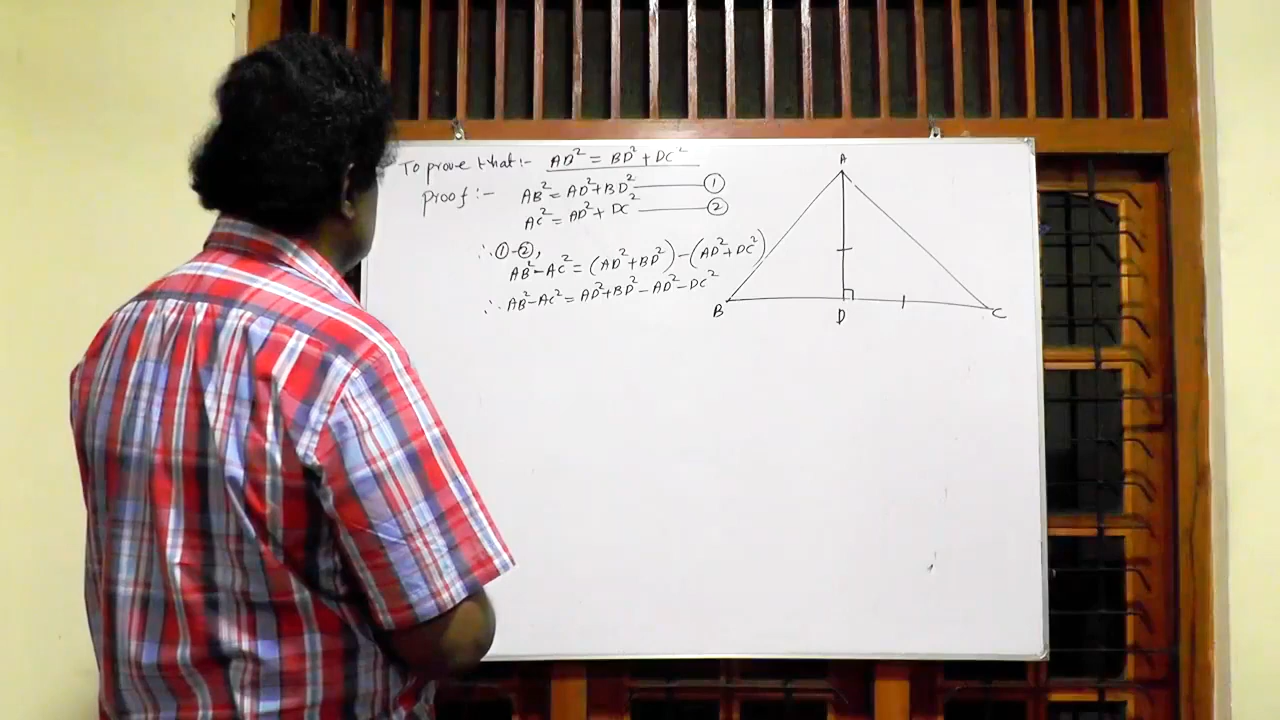 To prove that:- AD² = BD² + DC²
Proof:- AB² = AD² + BD² ①
AC² = AD² + DC² ②
∴ ①-②,
AB² - AC² = (AD² + BD²) - (AD² + DC²)
∴ AB² - AC² = AD² + BD² - AD² - DC²
A
B
D
C